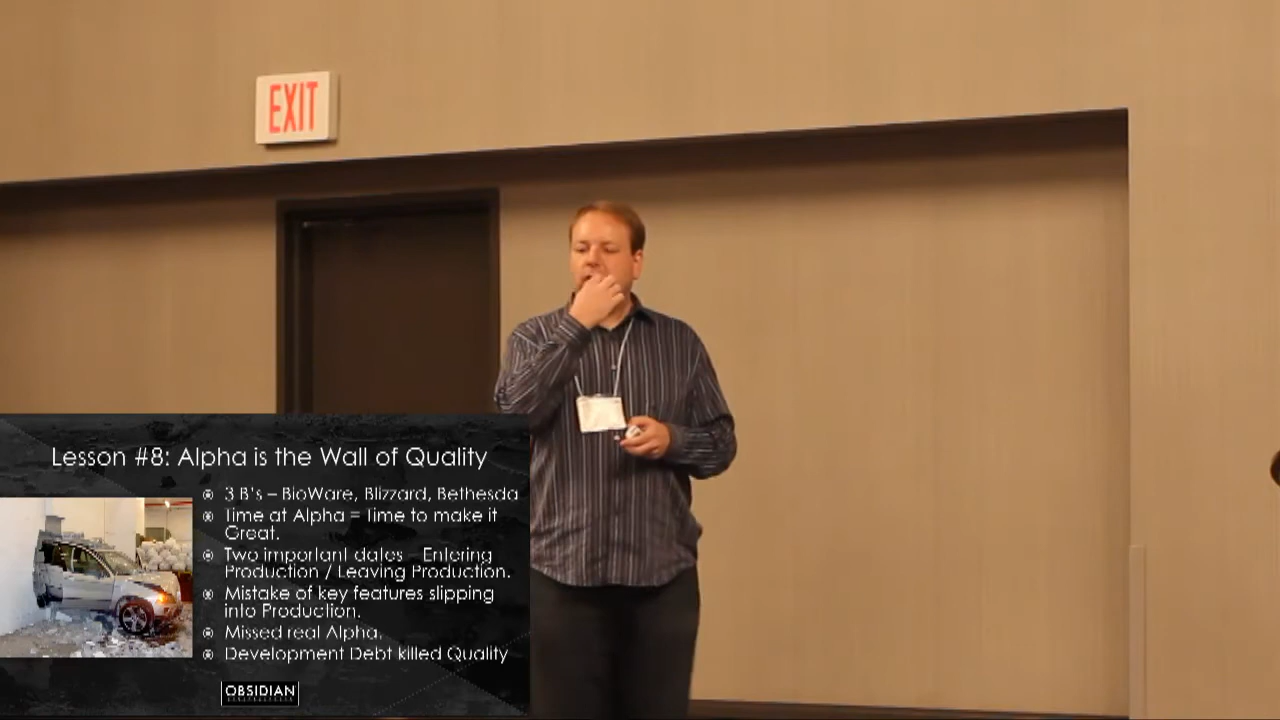 EXIT
Lesson #8: Alpha is the Wall of Quality
3 B's – BioWare, Blizzard, Bethesda
Time at Alpha = Time to make it
Great.
Two important dates – Entering
Production / Leaving Production.
Mistake of key features slipping
into Production.
Missed real Alpha.
Development Debt killed Quality
OBSIDIAN